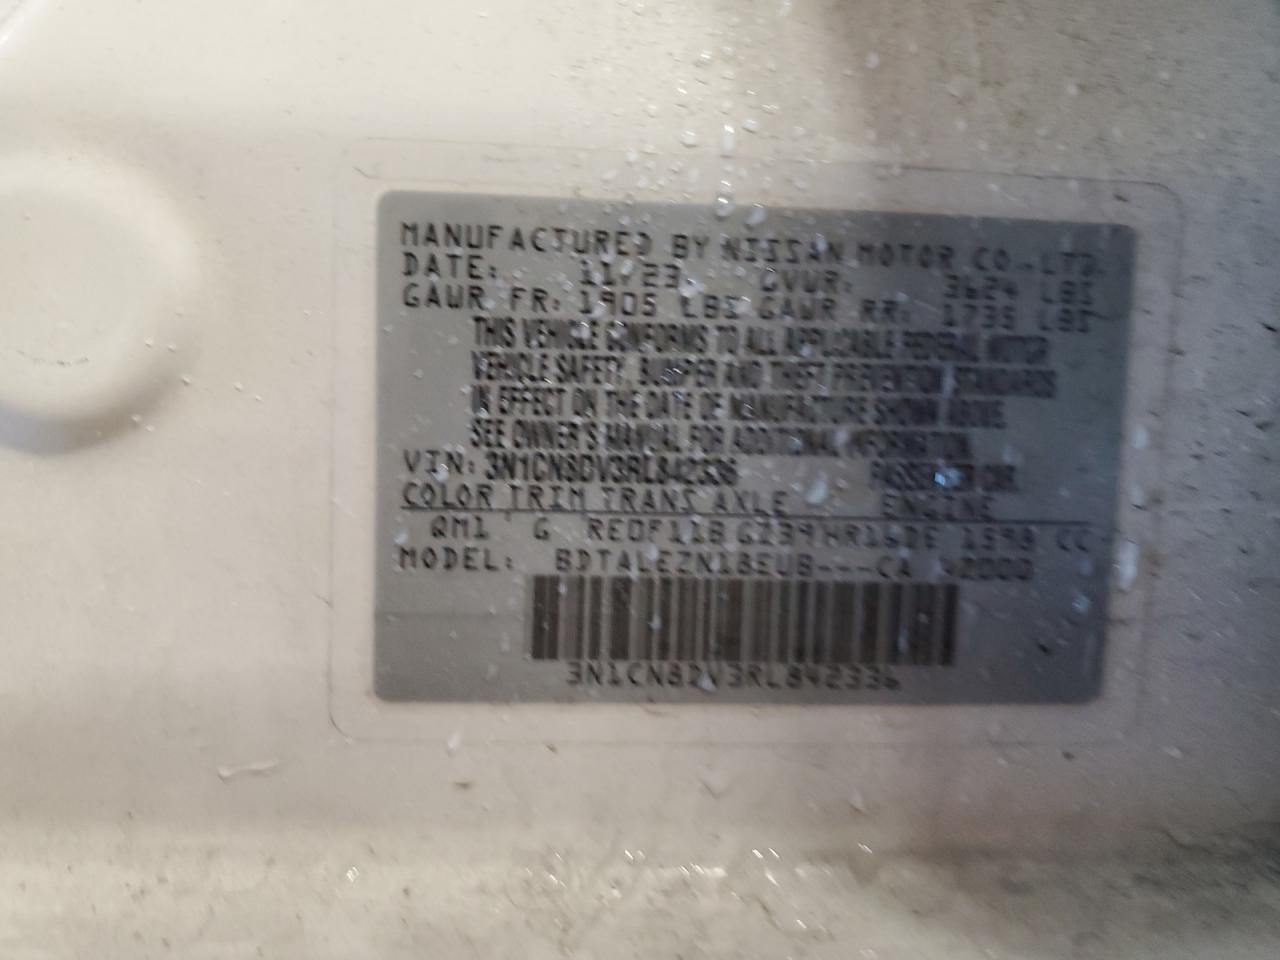 MANUFACTURED BY NISSAN MOTOR CO.,LTD.
DATE: 11/23 GVWR: 3624 LBS
GAWR FR: 1905 LBS GAWR RR: 1735 LBS
THIS VEHICLE CONFORMS TO ALL APPLICABLE FEDERAL MOTOR
VEHICLE SAFETY, BUMPER AND THEFT PREVENTION STANDARDS
IN EFFECT ON THE DATE OF MANUFACTURE SHOWN ABOVE.
SEE OWNER'S MANUAL FOR ADDITIONAL INFORMATION.
VIN: 3N1CN8DV3RL842336 PASSENGER CAR
COLOR TRIM TRANS AXLE ENGINE
QM1 G RE0F11B GZ39 HR16DE 1598 CC
MODEL: BDTALEZN18EUB---CA 2000
3N1CN8DV3RL842336